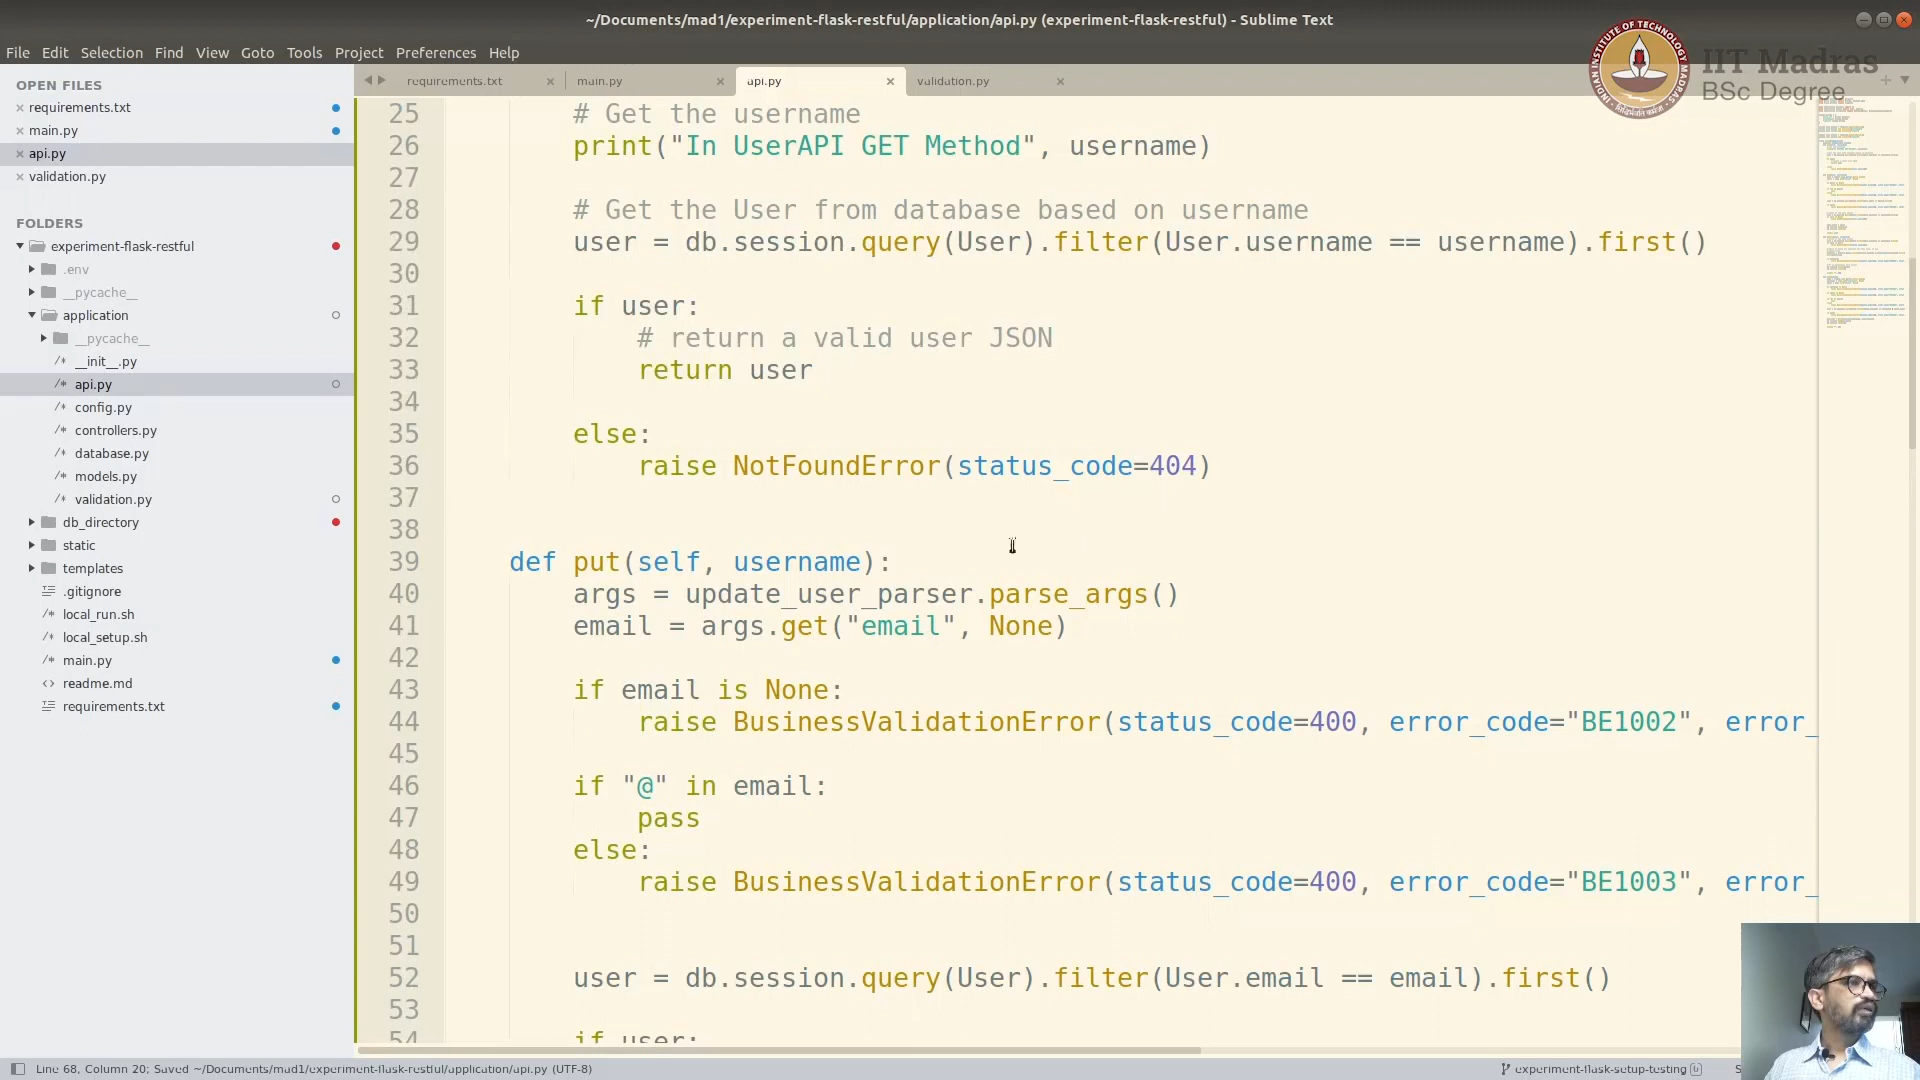 ~/Documents/mad1/experiment-flask-restful/application/api.py (experiment-flask-restful) - Sublime Text
File Edit Selection Find View Goto Tools Project Preferences Help
IIT Madras
BSc Degree
INDIAN INSTITUTE OF TECHNOLOGY MADRAS
OPEN FILES
requirements.txt
main.py
api.py
validation.py
FOLDERS
experiment-flask-restful
.env
__pycache__
application
__pycache__
__init__.py
api.py
config.py
controllers.py
database.py
models.py
validation.py
db_directory
static
templates
.gitignore
local_run.sh
local_setup.sh
main.py
readme.md
requirements.txt
requirements.txt main.py api.py validation.py
25 # Get the username
26 print("In UserAPI GET Method", username)
27
28 # Get the User from database based on username
29 user = db.session.query(User).filter(User.username == username).first()
30
31 if user:
32 # return a valid user JSON
33 return user
34
35 else:
36 raise NotFoundError(status_code=404)
37
38
39 def put(self, username):
40 args = update_user_parser.parse_args()
41 email = args.get("email", None)
42
43 if email is None:
44 raise BusinessValidationError(status_code=400, error_code="BE1002", error_
45
46 if "@" in email:
47 pass
48 else:
49 raise BusinessValidationError(status_code=400, error_code="BE1003", error_
50
51
52 user = db.session.query(User).filter(User.email == email).first()
53
54 if user:
Line 68, Column 20; Saved ~/Documents/mad1/experiment-flask-restful/application/api.py (UTF-8)
experiment-flask-setup-testing